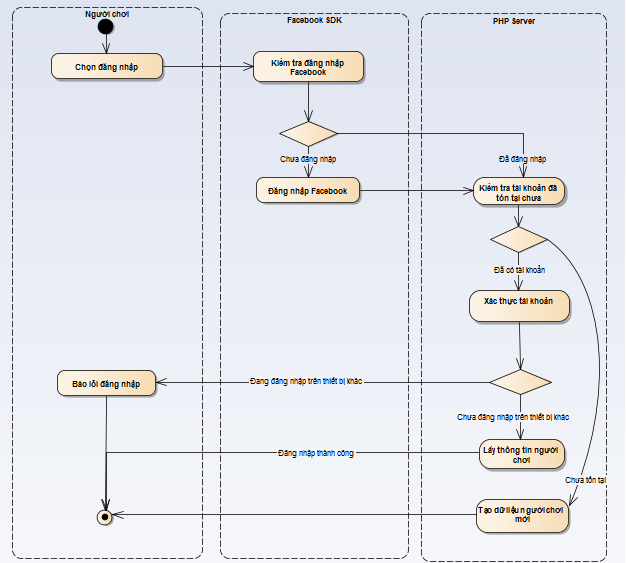 Người chơi
Facebook SDK
PHP Server
Chọn đăng nhập
Kiểm tra đăng nhập
Facebook
Chưa đăng nhập
Đã đăng nhập
Đăng nhập Facebook
Kiểm tra tài khoản đã
tồn tại chưa
Đã có tài khoản
Xác thực tài khoản
Báo lỗi đăng nhập
Đang đăng nhập trên thiết bị khác
Chưa đăng nhập trên thiết bị khác
Đăng nhập thành công
Lấy thông tin người
chơi
Chưa tồn tại
Tạo dữ liệu người chơi
mới